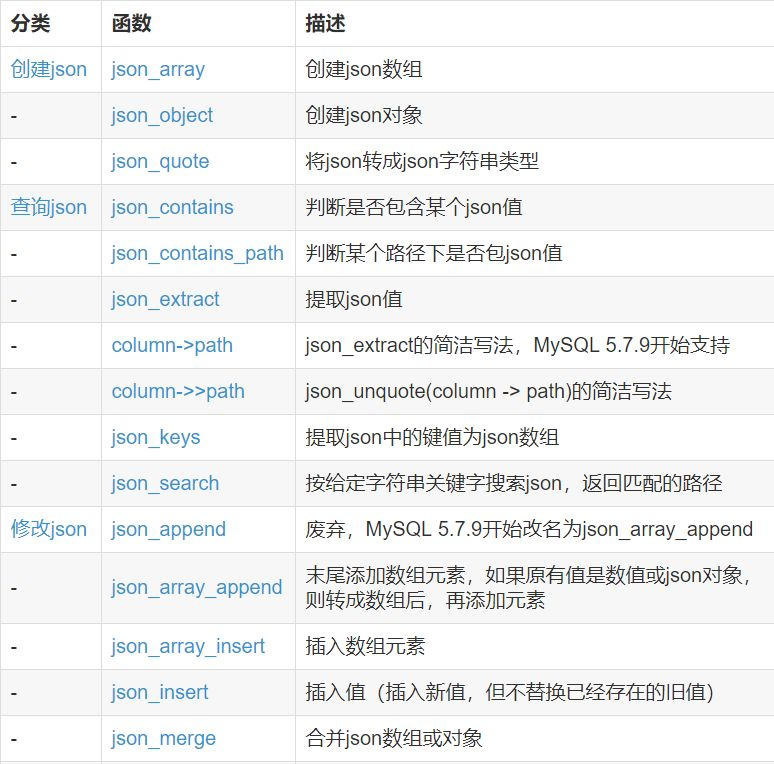 分类 函数 描述
创建json json_array 创建json数组
- json_object 创建json对象
- json_quote 将json转成json字符串类型
查询json json_contains 判断是否包含某个json值
- json_contains_path 判断某个路径下是否包json值
- json_extract 提取json值
- column->path json_extract的简洁写法，MySQL 5.7.9开始支持
- column->>path json_unquote(column -> path)的简洁写法
- json_keys 提取json中的键值为json数组
- json_search 按给定字符串关键字搜索json，返回匹配的路径
修改json json_append 废弃，MySQL 5.7.9开始改名为json_array_append
- json_array_append 末尾添加数组元素，如果原有值是数值或json对象，
则转成数组后，再添加元素
- json_array_insert 插入数组元素
- json_insert 插入值（插入新值，但不替换已经存在的旧值）
- json_merge 合并json数组或对象